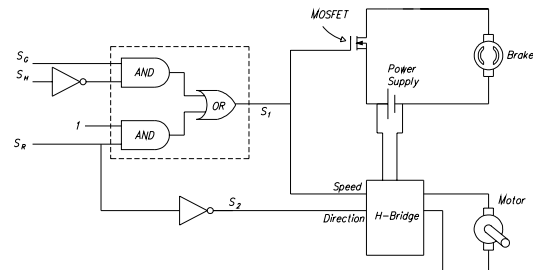 MOSFET
S_G
S_H
AND
OR
S_1
Brake
Power
Supply
1
AND
S_R
Speed
Direction
S_2
H-Bridge
Motor